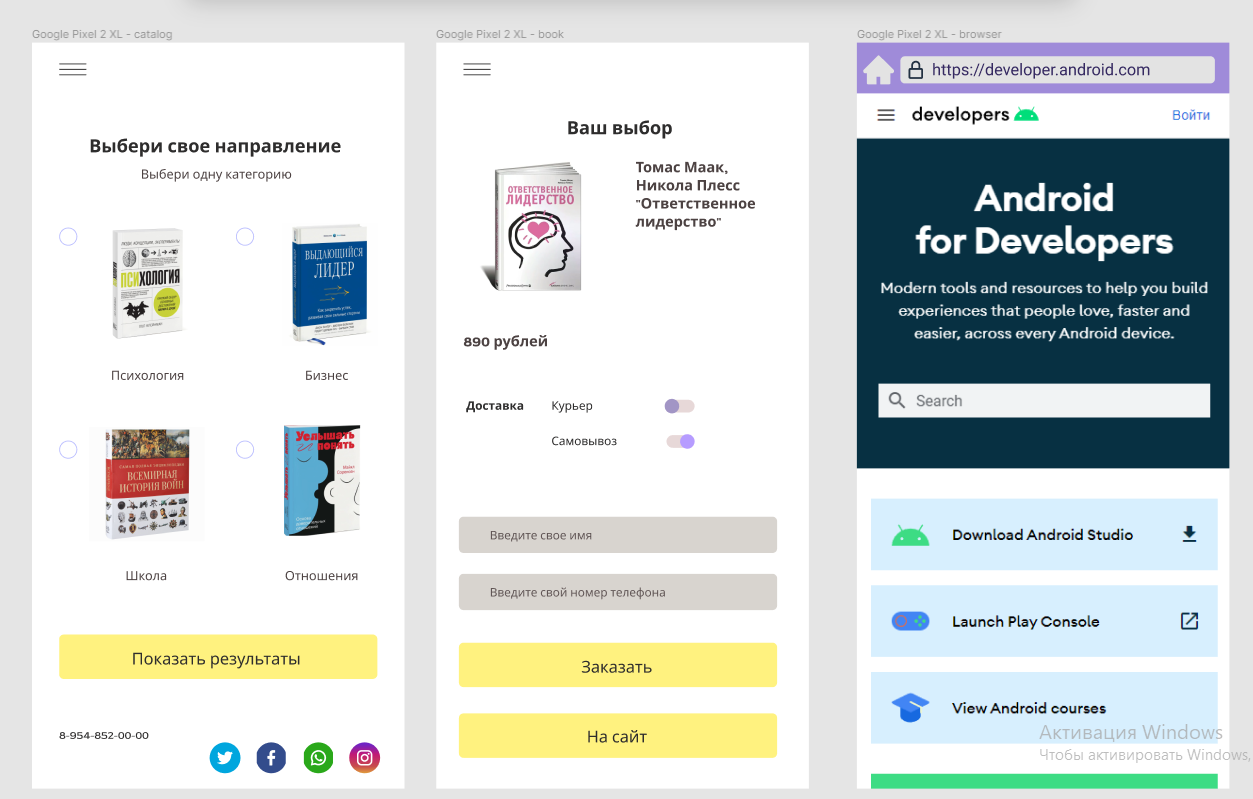 Google Pixel 2 XL - catalog
Выбери свое направление
Выбери одну категорию
ПСИХОЛОГИЯ
Психология
ВЫДАЮЩИЙСЯ
ЛИДЕР
Бизнес
ВСЕМИРНАЯ
ИСТОРИЯ ВОЙН
Школа
Услышать
и понять
Отношения
Показать результаты
8-954-852-00-00
Google Pixel 2 XL - book
Ваш выбор
ОТВЕТСТВЕННОЕ
ЛИДЕРСТВО
Томас Маак,
Никола Плесс
"Ответственное
лидерство"
890 рублей
Доставка
Курьер
Самовывоз
Введите свое имя
Введите свой номер телефона
Заказать
На сайт
Google Pixel 2 XL - browser
https://developer.android.com
developers
Войти
Android
for Developers
Modern tools and resources to help you build
experiences that people love, faster and
easier, across every Android device.
Search
Download Android Studio
Launch Play Console
View Android courses
Активация Windows
Чтобы активировать Windows,